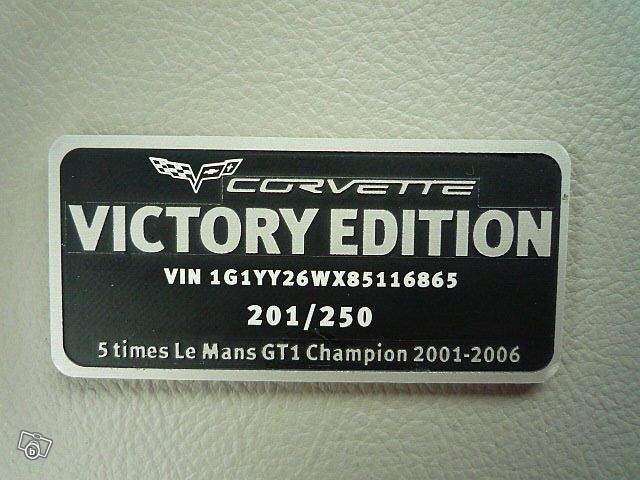 CORVETTE
VICTORY EDITION
VIN 1G1YY26WX85116865
201/250
5 times Le Mans GT1 Champion 2001-2006
b